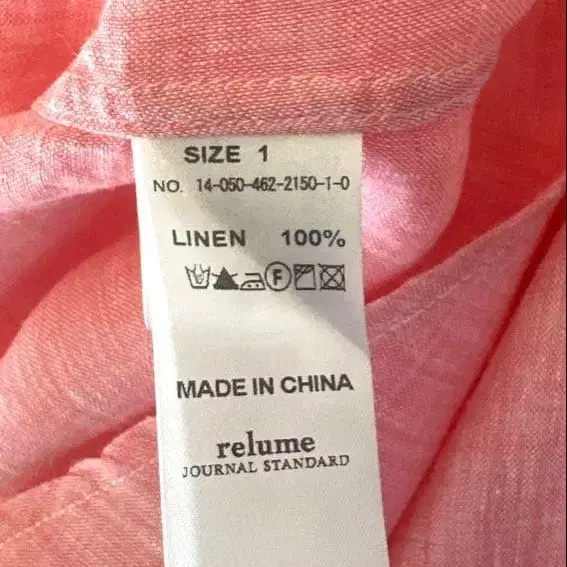 SIZE 1
NO. 14-050-462-2150-1-0
LINEN 100%
F
MADE IN CHINA
relume
JOURNAL STANDARD